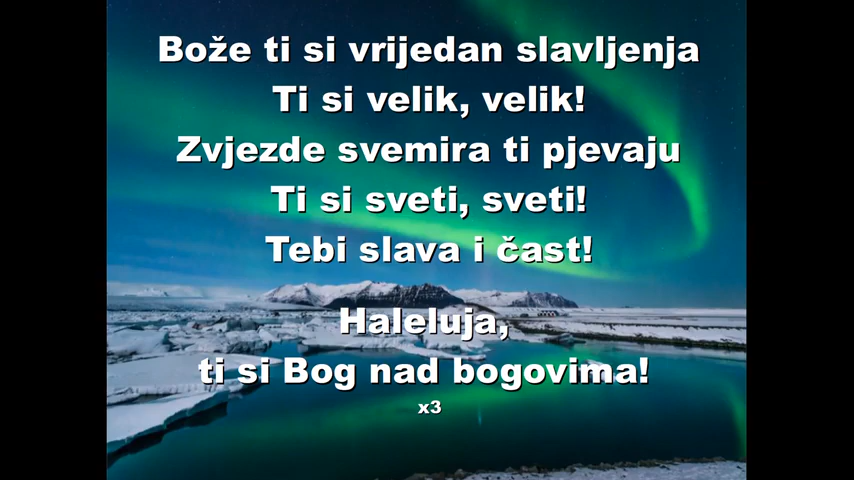 Bože ti si vrijedan slavljenja
Ti si velik, velik!
Zvjezde svemira ti pjevaju
Ti si sveti, sveti!
Tebi slava i čast!
Haleluja,
ti si Bog nad bogovima!
x3